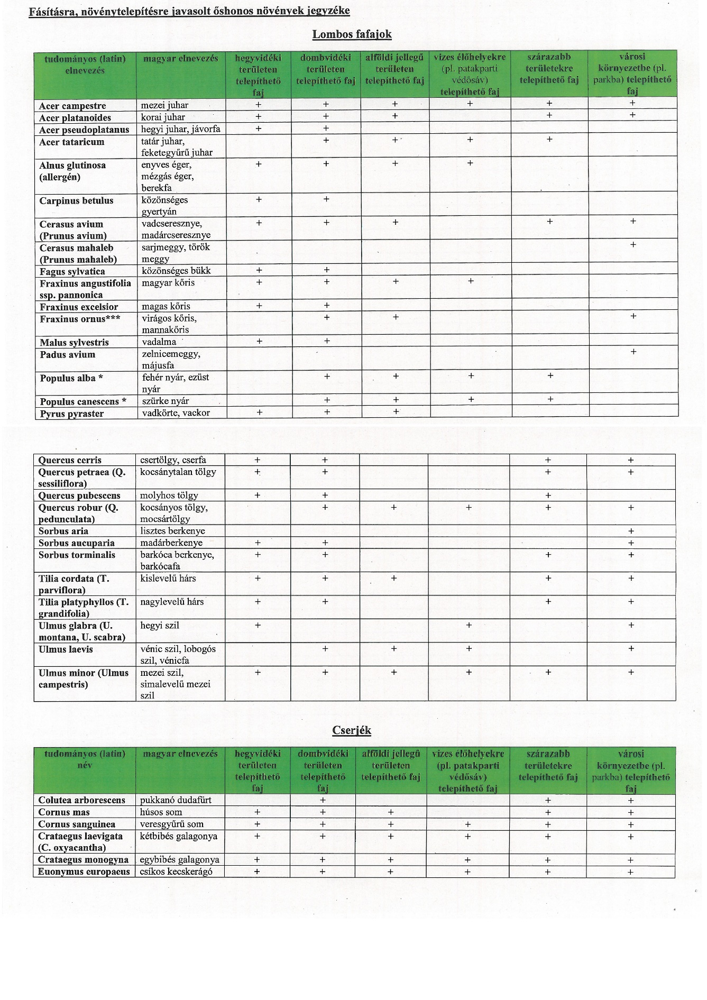 Fásításra, növénytelepítésre javasolt őshonos növények jegyzéke
Lombos fafajok
tudományos (latin) elnevezés | magyar elnevezés | hegyvidéki területen telepíthető faj | dombvidéki területen telepíthető faj | alföldi jellegű területen telepíthető faj | vizes élőhelyekre (pl. patakparti védősáv) telepíthető faj | szárazabb területekre telepíthető faj | városi környezetbe (pl. parkba) telepíthető faj
Acer campestre | mezei juhar | + | + | + | + | + | +
Acer platanoides | korai juhar | + | + | + | | + | +
Acer pseudoplatanus | hegyi juhar, jávorfa | + | + | | | |
Acer tataricum | tatár juhar, feketegyűrű juhar | | + | + | + | + |
Alnus glutinosa (allergén) | enyves éger, mézgás éger, berekfa | + | + | + | + | |
Carpinus betulus | közönséges gyertyán | + | + | | | |
Cerasus avium (Prunus avium) | vadcseresznye, madárcseresznye | + | + | + | | + | +
Cerasus mahaleb (Prunus mahaleb) | sarjmeggy, török meggy | | | | | | +
Fagus sylvatica | közönséges bükk | + | + | | | |
Fraxinus angustifolia ssp. pannonica | magyar kőris | + | + | + | + | |
Fraxinus excelsior | magas kőris | + | + | | | |
Fraxinus ornus*** | virágos kőris, mannakőris | | + | + | | | +
Malus sylvestris | vadalma | + | + | | | |
Padus avium | zelnicemeggy, májusfa | | | | | | +
Populus alba * | fehér nyár, ezüst nyár | | + | + | + | + |
Populus canescens * | szürke nyár | | + | + | + | + |
Pyrus pyraster | vadkörte, vackor | + | + | + | | |
Quercus cerris | csertölgy, cserfa | + | + | | | + | +
Quercus petraea (Q. sessiliflora) | kocsánytalan tölgy | + | + | | | + | +
Quercus pubescens | molyhos tölgy | + | + | | | + |
Quercus robur (Q. pedunculata) | kocsányos tölgy, mocsártölgy | | + | + | + | + | +
Sorbus aria | lisztes berkenye | | | | | | +
Sorbus aucuparia | madárberkenye | + | + | | | | +
Sorbus torminalis | barkóca berkenye, barkócafa | + | + | | | + | +
Tilia cordata (T. parviflora) | kislevelű hárs | + | + | + | | + | +
Tilia platyphyllos (T. grandifolia) | nagylevelű hárs | + | + | | | + | +
Ulmus glabra (U. montana, U. scabra) | hegyi szil | + | | | + | | +
Ulmus laevis | vénic szil, lobogós szil, vénicfa | | + | + | + | | +
Ulmus minor (Ulmus campestris) | mezei szil, simalevelű mezei szil | + | + | + | + | + | +
Cserjék
tudományos (latin) név | magyar elnevezés | hegyvidéki területen telepíthető faj | dombvidéki területen telepíthető faj | alföldi jellegű területen telepíthető faj | vizes élőhelyekre (pl. patakparti védősáv) telepíthető faj | szárazabb területekre telepíthető faj | városi környezetbe (pl. parkba) telepíthető faj
Colutea arborescens | pukkanó dudafürt | | + | | | + | +
Cornus mas | húsos som | + | + | + | | + | +
Cornus sanguinea | veresgyűrű som | + | + | + | + | + | +
Crataegus laevigata (C. oxyacantha) | kétbibés galagonya | + | + | + | + | + | +
Crataegus monogyna | egybibés galagonya | + | + | + | + | + | +
Euonymus europaeus | csíkos kecskerágó | + | + | + | + | + | +